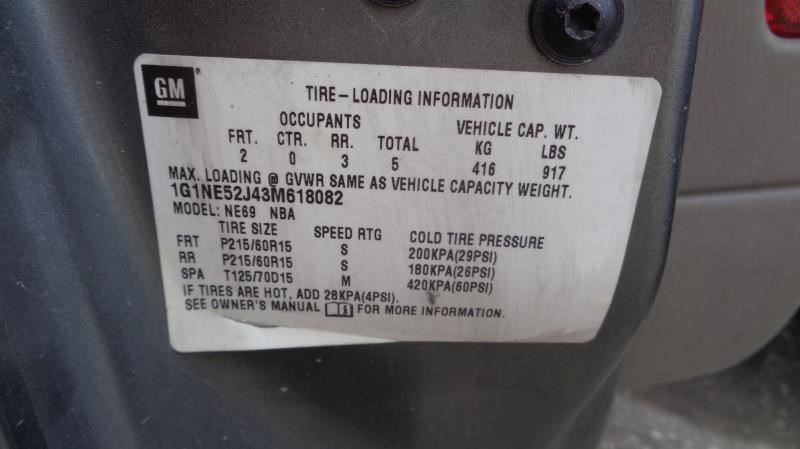 GM ®
TIRE-LOADING INFORMATION
OCCUPANTS VEHICLE CAP. WT.
FRT. CTR. RR. TOTAL KG LBS
2 0 3 5 416 917
MAX. LOADING @ GVWR SAME AS VEHICLE CAPACITY WEIGHT.
1G1NE52J43M618082
MODEL: NE69 NBA
TIRE SIZE SPEED RTG COLD TIRE PRESSURE
FRT P215/60R15 S 200KPA(29PSI)
RR P215/60R15 S 180KPA(26PSI)
SPA T125/70D15 M 420KPA(60PSI)
IF TIRES ARE HOT, ADD 28KPA(4PSI).
SEE OWNER'S MANUAL FOR MORE INFORMATION.